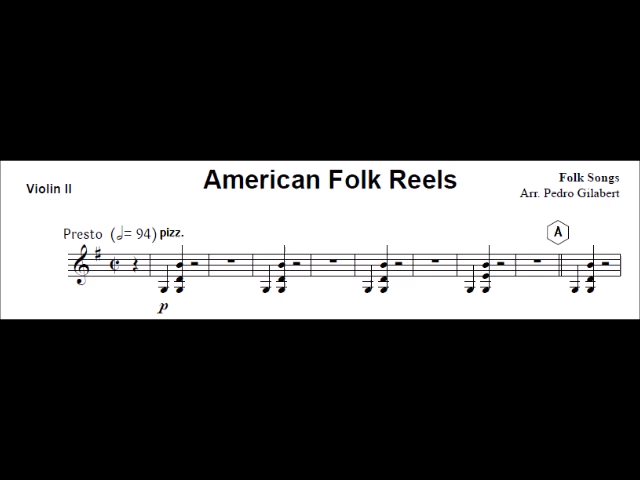 American Folk Reels
Folk Songs
Violin II
Arr. Pedro Gilabert
Presto (𝅗𝅥= 94) pizz.
A
p